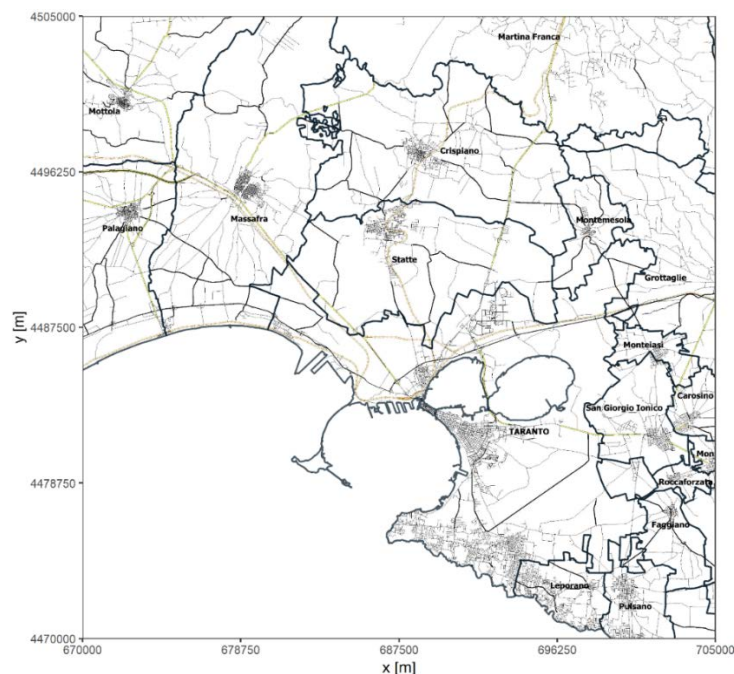 4505000
Martina Franca
Mottola
Crispiano
4496250
Massafra
Palagiano
Montemesola
Statte
Grottaglie
y [m]
4487500
Monteiasi
Carosino
San Giorgio Ionico
TARANTO
Mon
4478750
Roccaforzata
Faggiano
Leporano
Pulsano
4470000
670000 678750 687500 696250 705000
x [m]